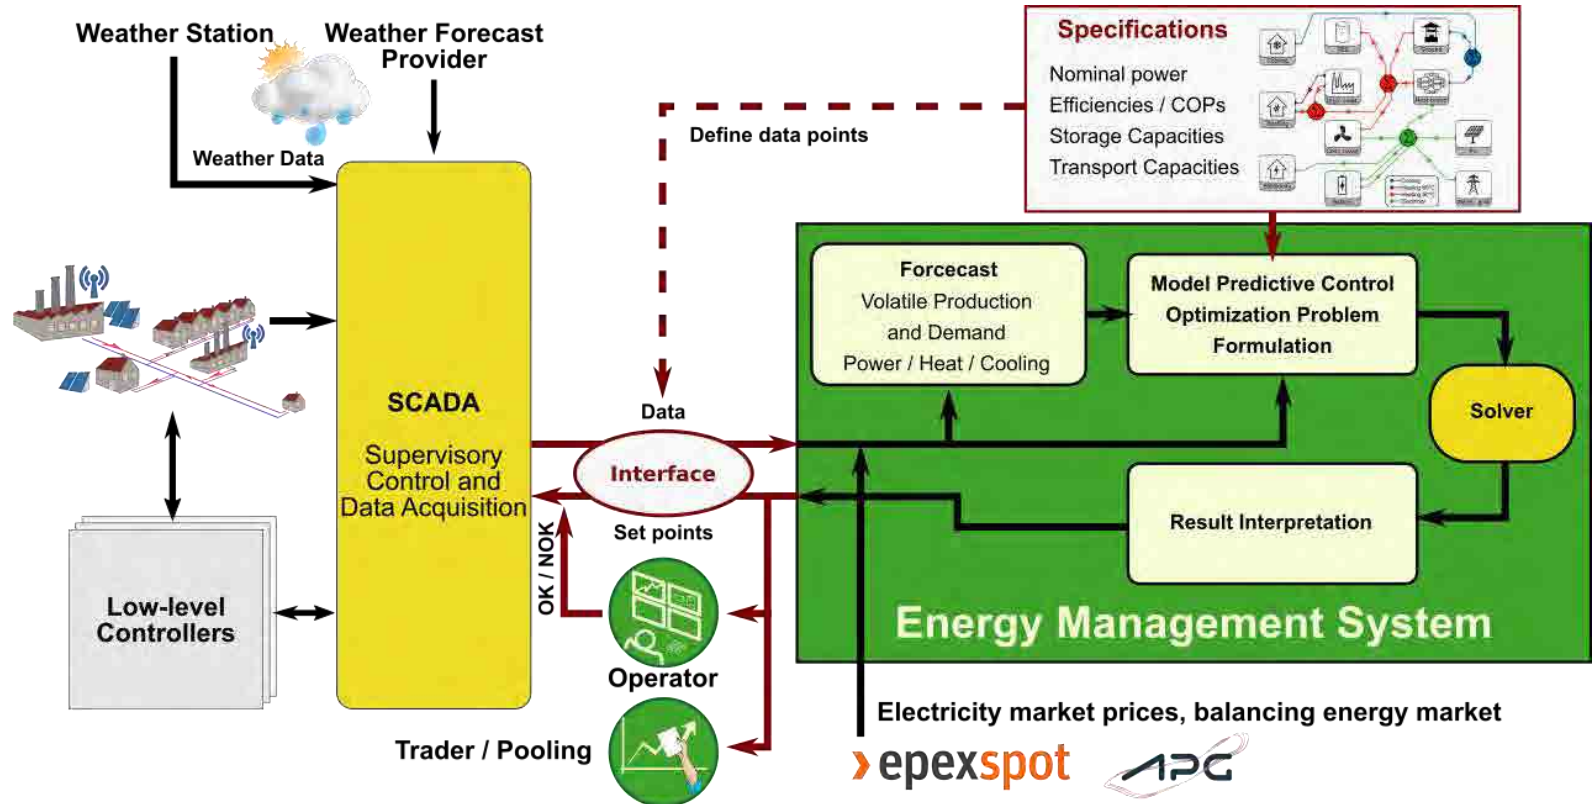 Weather Station
Weather Forecast
Provider
Weather Data
Specifications
Nominal power
Efficiencies / COPs
Storage Capacities
Transport Capacities
Define data points
SCADA
Supervisory
Control and
Data Acquisition
Low-level
Controllers
Data
Interface
Set points
OK / NOK
Operator
Trader / Pooling
Forcecast
Volatile Production
and Demand
Power / Heat / Cooling
Model Predictive Control
Optimization Problem
Formulation
Solver
Result Interpretation
Energy Management System
Electricity market prices, balancing energy market
epexspot
APG